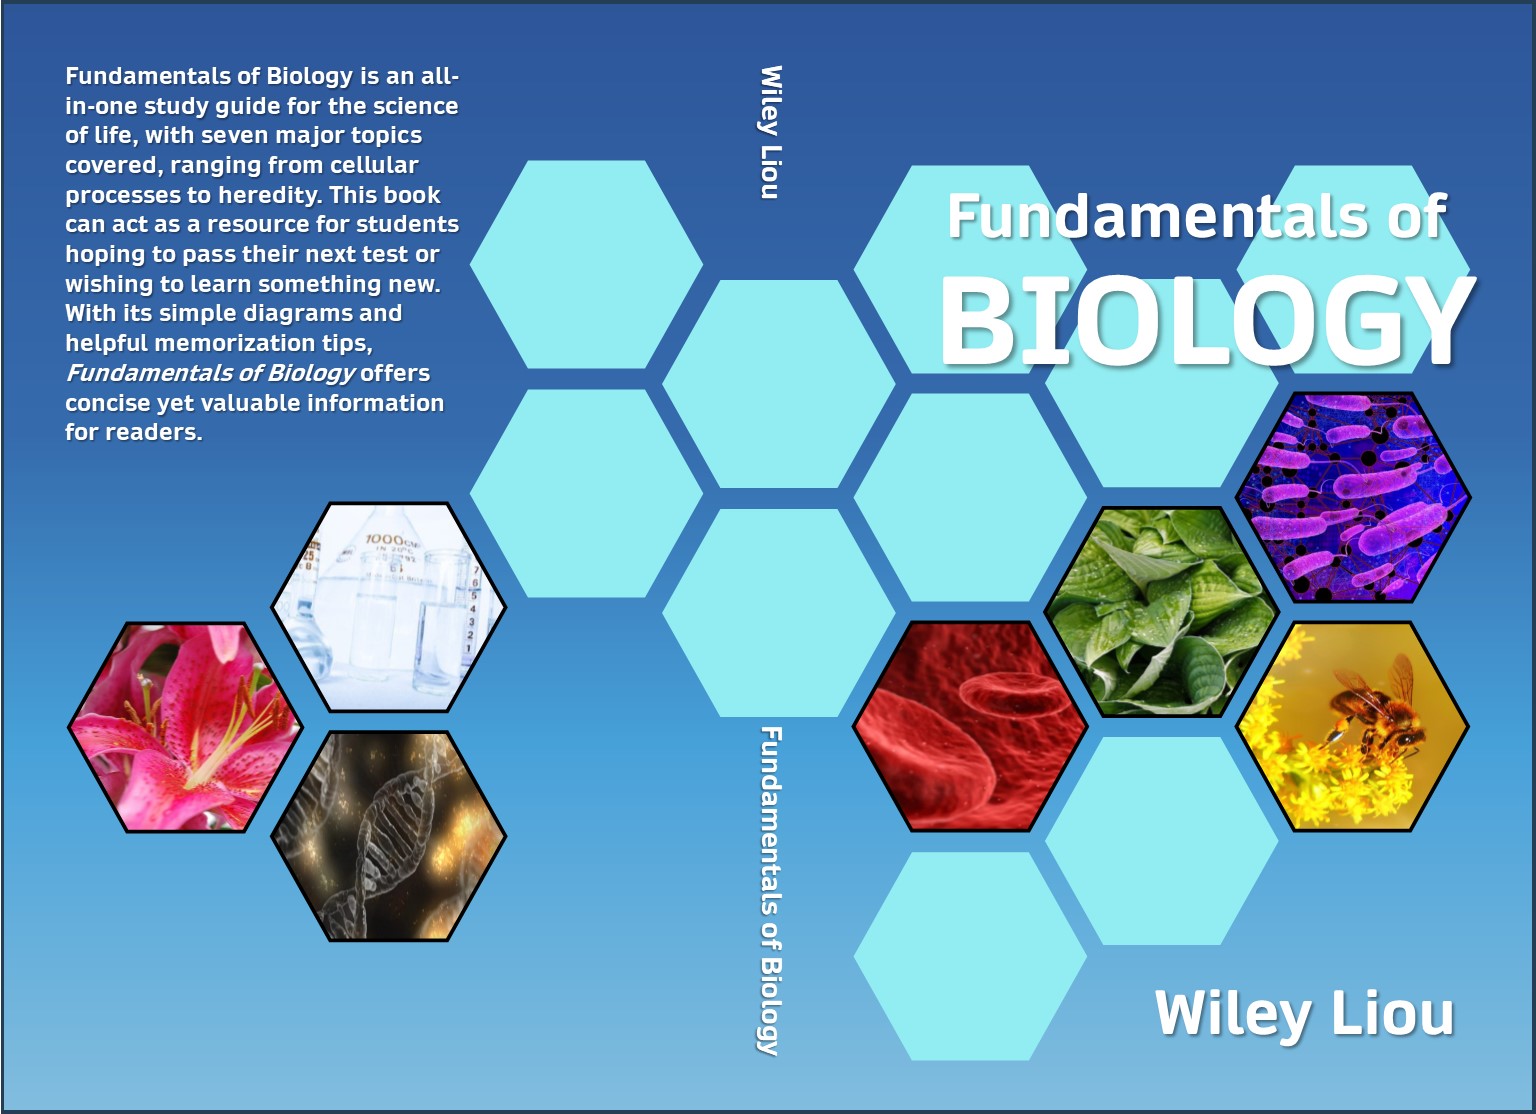 Fundamentals of Biology is an all-
in-one study guide for the science
of life, with seven major topics
covered, ranging from cellular
processes to heredity. This book
can act as a resource for students
hoping to pass their next test or
wishing to learn something new.
With its simple diagrams and
helpful memorization tips,
Fundamentals of Biology offers
concise yet valuable information
for readers.
1000
IN 20°C
Wiley Liou
Fundamentals of Biology
Fundamentals of
BIOLOGY
Wiley Liou